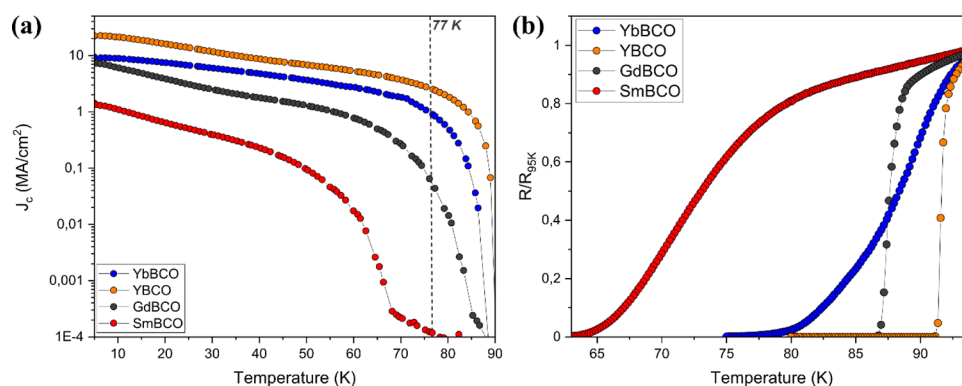 (a)
77 K
10
1
0,1
0,01
0,001
1E-4
J_c (MA/cm²)
YbBCO
YBCO
GdBCO
SmBCO
10 20 30 40 50 60 70 80 90
Temperature (K)
(b)
YbBCO
YBCO
GdBCO
SmBCO
1
0,8
0,6
0,4
0,2
0
R/R_95K
65 70 75 80 85 90
Temperature (K)